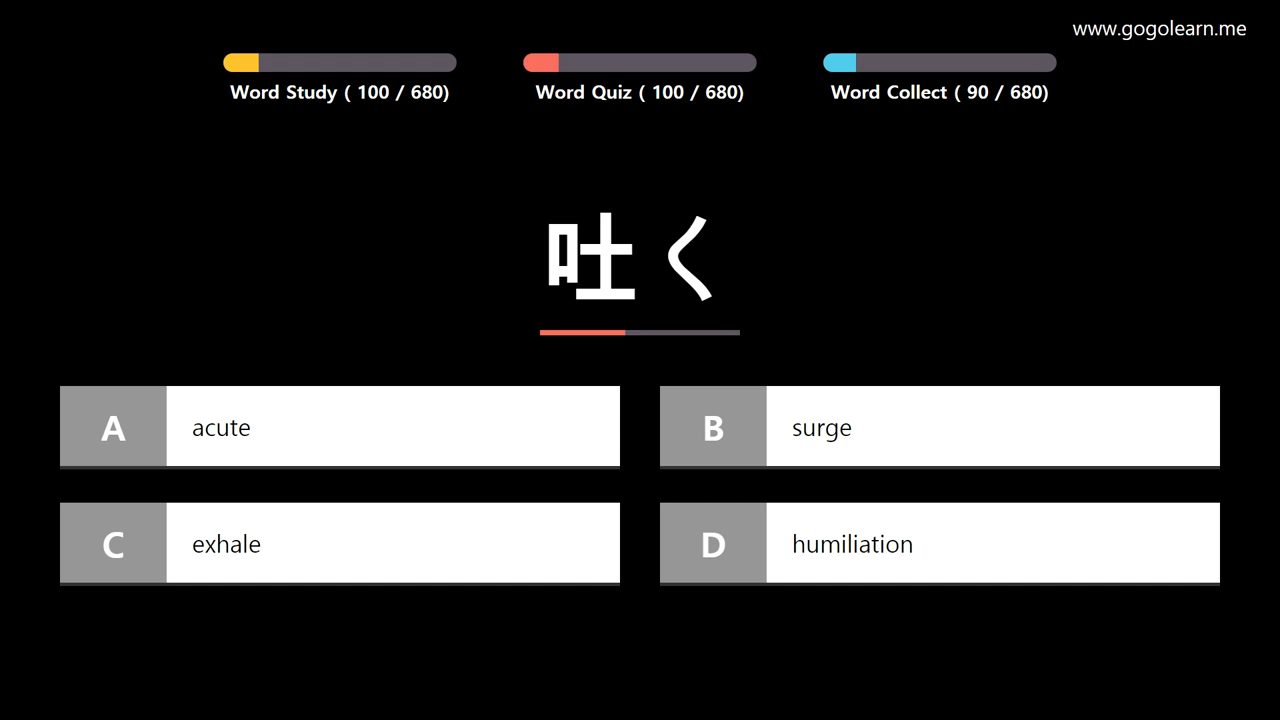 www.gogolearn.me
Word Study ( 100 / 680)
Word Quiz ( 100 / 680)
Word Collect ( 90 / 680)
吐く
A acute
B surge
C exhale
D humiliation